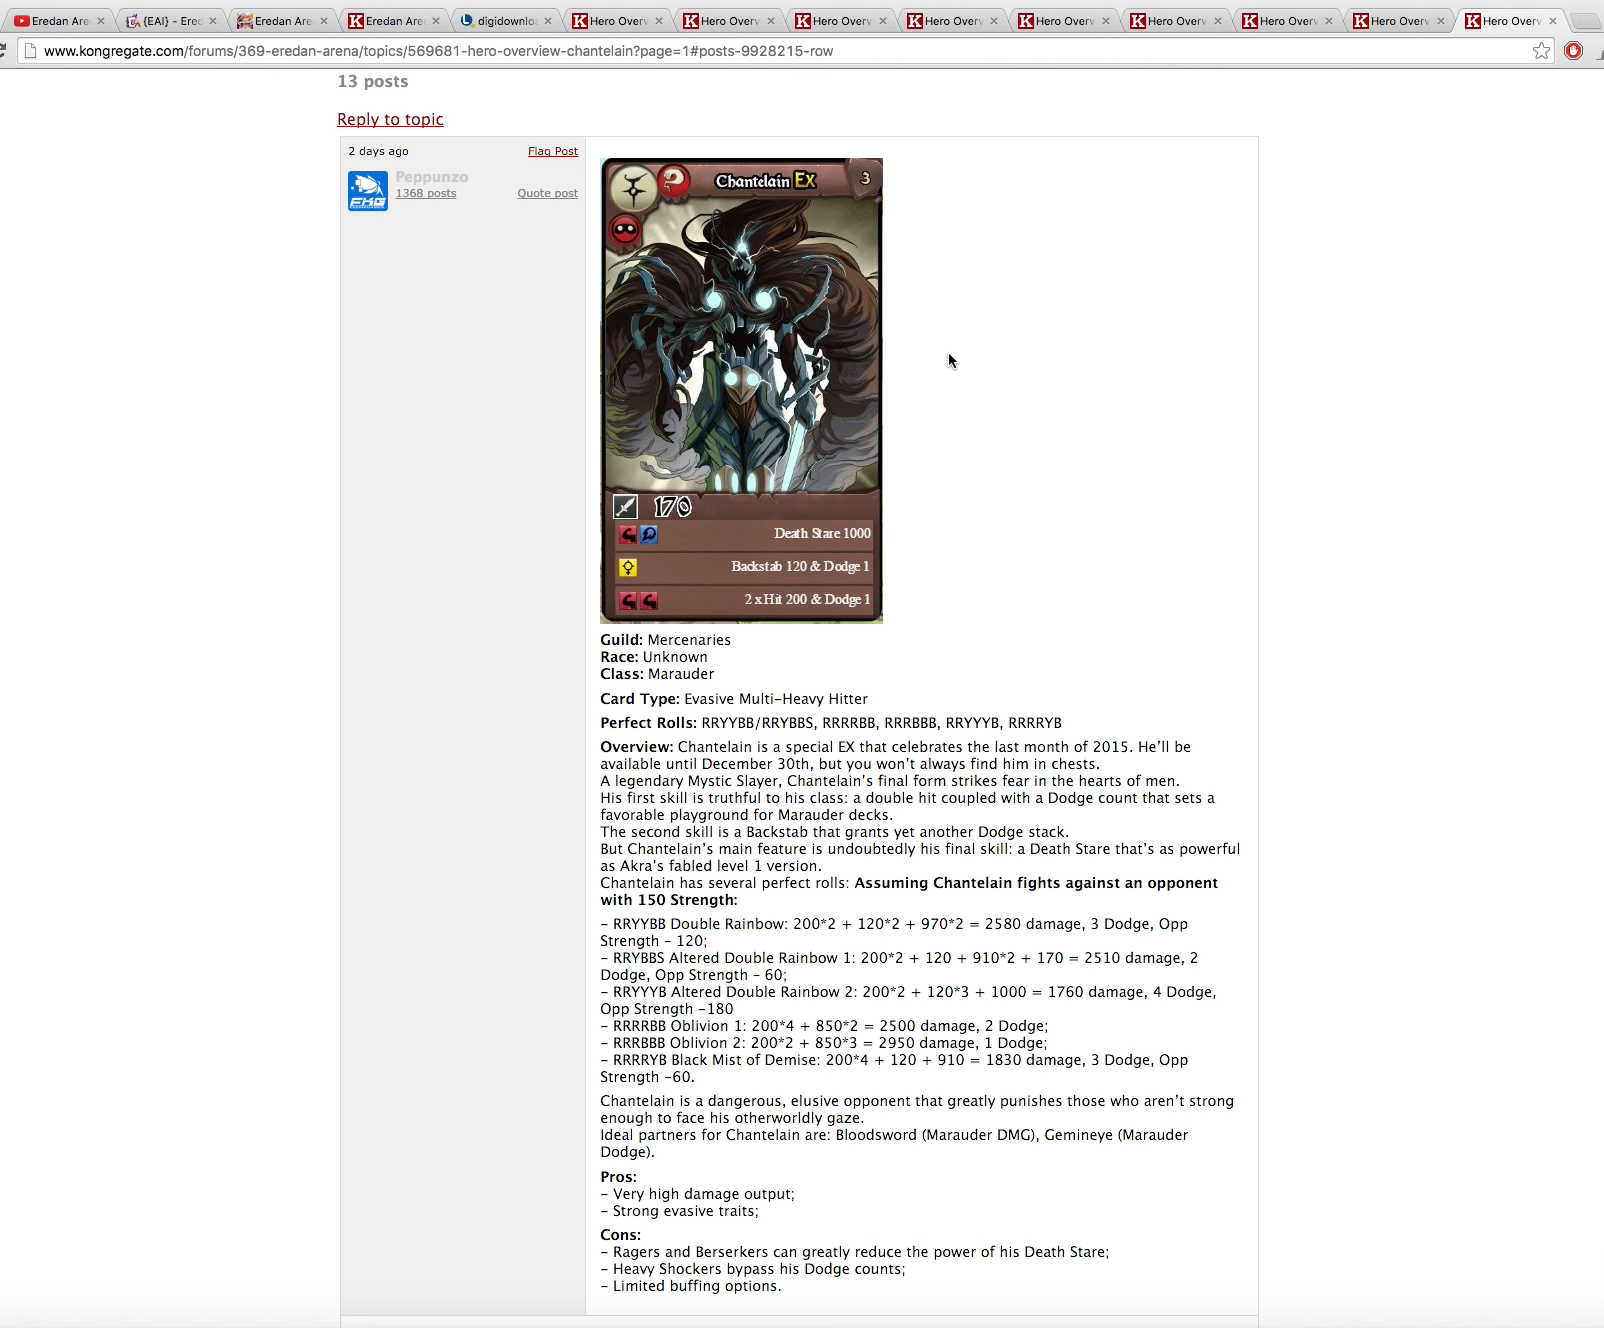 Eredan Are
{EAI} - Ered
Eredan Are
Eredan Are
digidownlo
Hero Overv
Hero Overv
Hero Overv
Hero Overv
Hero Overv
Hero Overv
Hero Overv
Hero Overv
Hero Overv
www.kongregate.com/forums/369-eredan-arena/topics/569681-hero-overview-chantelain?page=1#posts-9928215-row
13 posts
Reply to topic
2 days ago Flag Post
Peppunzo
1368 posts Quote post
FKG
Chantelain EX 3
170
Death Stare 1000
Backstab 120 & Dodge 1
2 x Hit 200 & Dodge 1
Guild: Mercenaries
Race: Unknown
Class: Marauder
Card Type: Evasive Multi-Heavy Hitter
Perfect Rolls: RRYYBB/RRYBBS, RRRRBB, RRRBBB, RRYYYB, RRRRYB
Overview: Chantelain is a special EX that celebrates the last month of 2015. He'll be
available until December 30th, but you won't always find him in chests.
A legendary Mystic Slayer, Chantelain's final form strikes fear in the hearts of men.
His first skill is truthful to his class: a double hit coupled with a Dodge count that sets a
favorable playground for Marauder decks.
The second skill is a Backstab that grants yet another Dodge stack.
But Chantelain's main feature is undoubtedly his final skill: a Death Stare that's as powerful
as Akra's fabled level 1 version.
Chantelain has several perfect rolls: Assuming Chantelain fights against an opponent
with 150 Strength:
– RRYYBB Double Rainbow: 200*2 + 120*2 + 970*2 = 2580 damage, 3 Dodge, Opp
Strength – 120;
– RRYBBS Altered Double Rainbow 1: 200*2 + 120 + 910*2 + 170 = 2510 damage, 2
Dodge, Opp Strength – 60;
– RRYYYB Altered Double Rainbow 2: 200*2 + 120*3 + 1000 = 1760 damage, 4 Dodge,
Opp Strength –180
– RRRRBB Oblivion 1: 200*4 + 850*2 = 2500 damage, 2 Dodge;
– RRRBBB Oblivion 2: 200*2 + 850*3 = 2950 damage, 1 Dodge;
– RRRRYB Black Mist of Demise: 200*4 + 120 + 910 = 1830 damage, 3 Dodge, Opp
Strength –60.
Chantelain is a dangerous, elusive opponent that greatly punishes those who aren't strong
enough to face his otherworldly gaze.
Ideal partners for Chantelain are: Bloodsword (Marauder DMG), Gemineye (Marauder
Dodge).
Pros:
– Very high damage output;
– Strong evasive traits;
Cons:
– Ragers and Berserkers can greatly reduce the power of his Death Stare;
– Heavy Shockers bypass his Dodge counts;
– Limited buffing options.